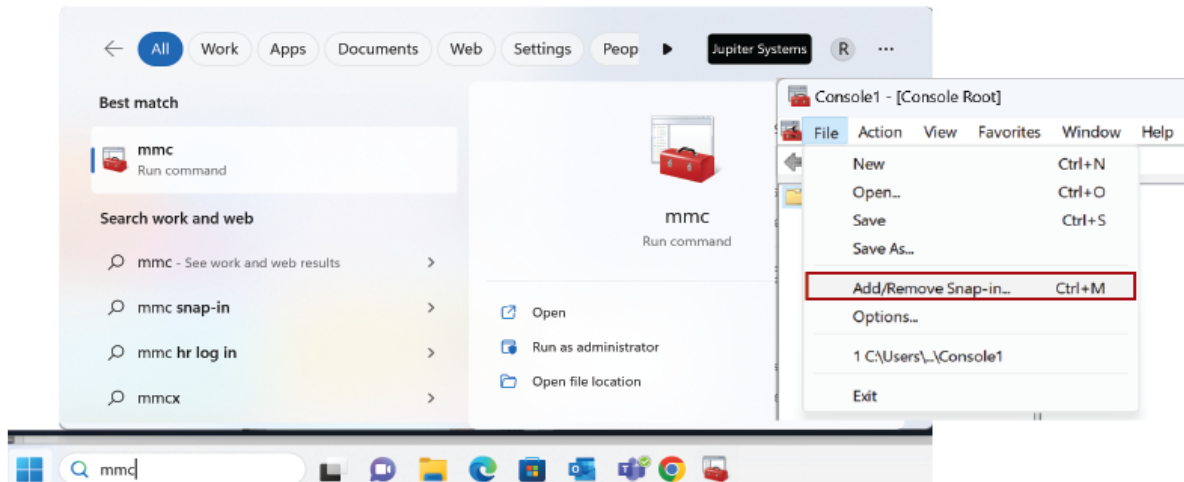 All Work Apps Documents Web Settings Peop Jupiter Systems R ...
Best match
mmc
Run command
Search work and web
mmc - See work and web results
mmc snap-in
mmc hr log in
mmcx
mmc
Run command
Open
Run as administrator
Open file location
mmc
Console1 - [Console Root]
File Action View Favorites Window Help
New Ctrl+N
Open... Ctrl+O
Save Ctrl+S
Save As...
Add/Remove Snap-in... Ctrl+M
Options...
1 C:\Users\...\Console1
Exit